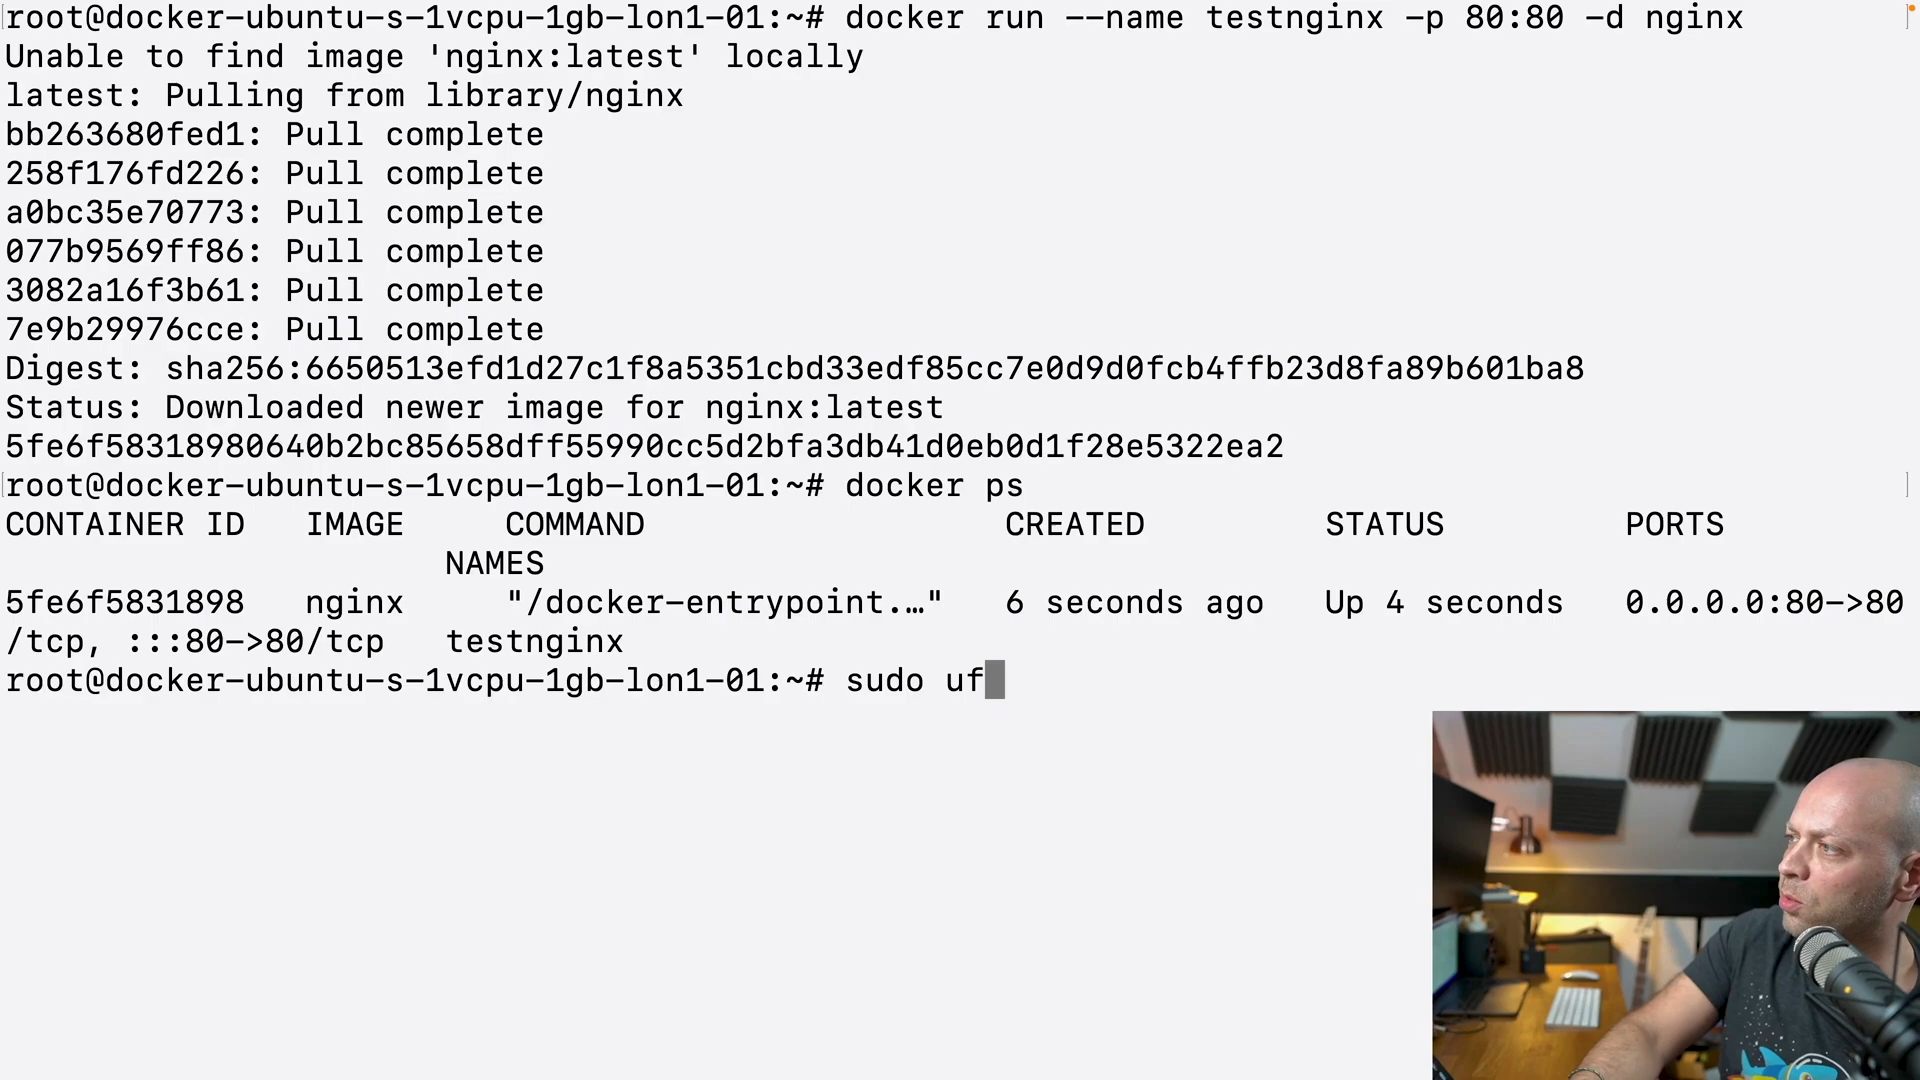 root@docker-ubuntu-s-1vcpu-1gb-lon1-01:~# docker run --name testnginx -p 80:80 -d nginx
Unable to find image 'nginx:latest' locally
latest: Pulling from library/nginx
bb263680fed1: Pull complete
258f176fd226: Pull complete
a0bc35e70773: Pull complete
077b9569ff86: Pull complete
3082a16f3b61: Pull complete
7e9b29976cce: Pull complete
Digest: sha256:6650513efd1d27c1f8a5351cbd33edf85cc7e0d9d0fcb4ffb23d8fa89b601ba8
Status: Downloaded newer image for nginx:latest
5fe6f58318980640b2bc85658dff55990cc5d2bfa3db41d0eb0d1f28e5322ea2
root@docker-ubuntu-s-1vcpu-1gb-lon1-01:~# docker ps
CONTAINER ID   IMAGE     COMMAND                  CREATED         STATUS         PORTS
                      NAMES
5fe6f5831898   nginx     "/docker-entrypoint.…"   6 seconds ago   Up 4 seconds   0.0.0.0:80->80
/tcp, :::80->80/tcp   testnginx
root@docker-ubuntu-s-1vcpu-1gb-lon1-01:~# sudo uf